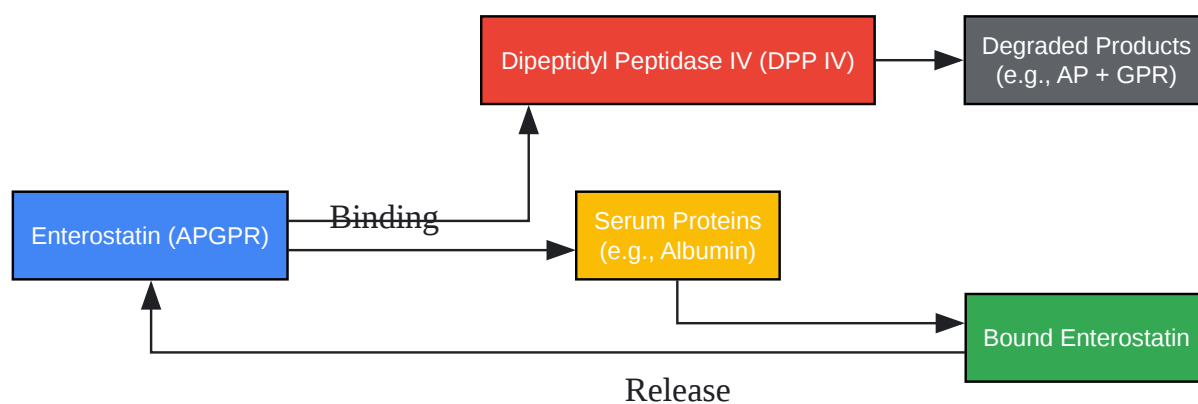 Dipeptidyl Peptidase IV (DPP IV)
Degraded Products
(e.g., AP + GPR)
Enterostatin (APGPR)
Binding
Serum Proteins
(e.g., Albumin)
Bound Enterostatin
Release